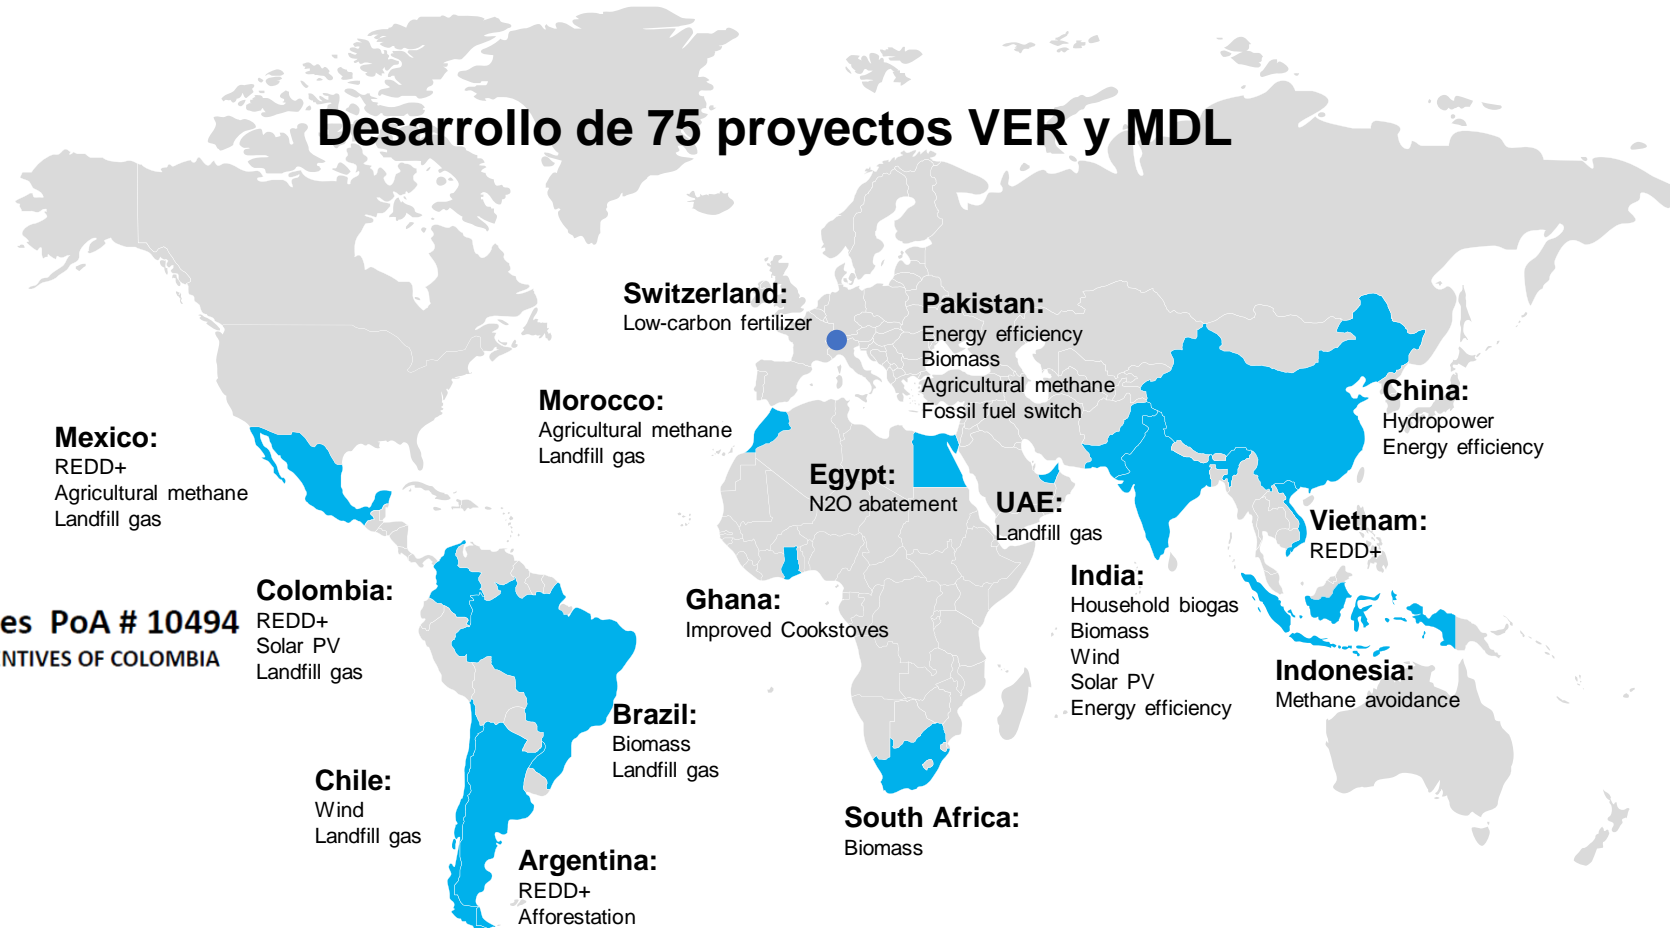 Desarrollo de 75 proyectos VER y MDL
Switzerland:
Low-carbon fertilizer
Pakistan:
Energy efficiency
Biomass
Agricultural methane
Fossil fuel switch
China:
Hydropower
Energy efficiency
Morocco:
Agricultural methane
Landfill gas
Mexico:
REDD+
Agricultural methane
Landfill gas
Egypt:
N2O abatement
UAE:
Landfill gas
Vietnam:
REDD+
Colombia:
REDD+
Solar PV
Landfill gas
es PoA # 10494
NTIVES OF COLOMBIA
Ghana:
Improved Cookstoves
India:
Household biogas
Biomass
Wind
Solar PV
Energy efficiency
Indonesia:
Methane avoidance
Brazil:
Biomass
Landfill gas
Chile:
Wind
Landfill gas
South Africa:
Biomass
Argentina:
REDD+
Afforestation